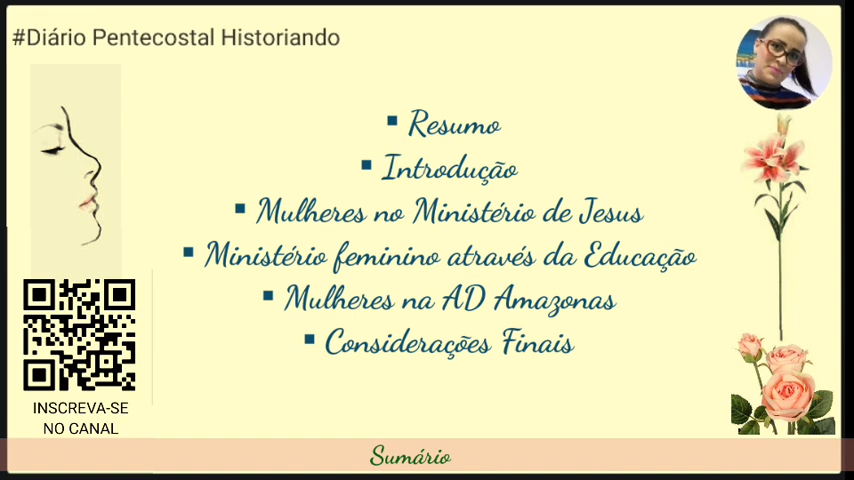 #Diário Pentecostal Historiando
▪ Resumo
▪ Introdução
▪ Mulheres no Ministério de Jesus
▪ Ministério feminino através da Educação
▪ Mulheres na AD Amazonas
▪ Considerações Finais
INSCREVA-SE
NO CANAL
Sumário